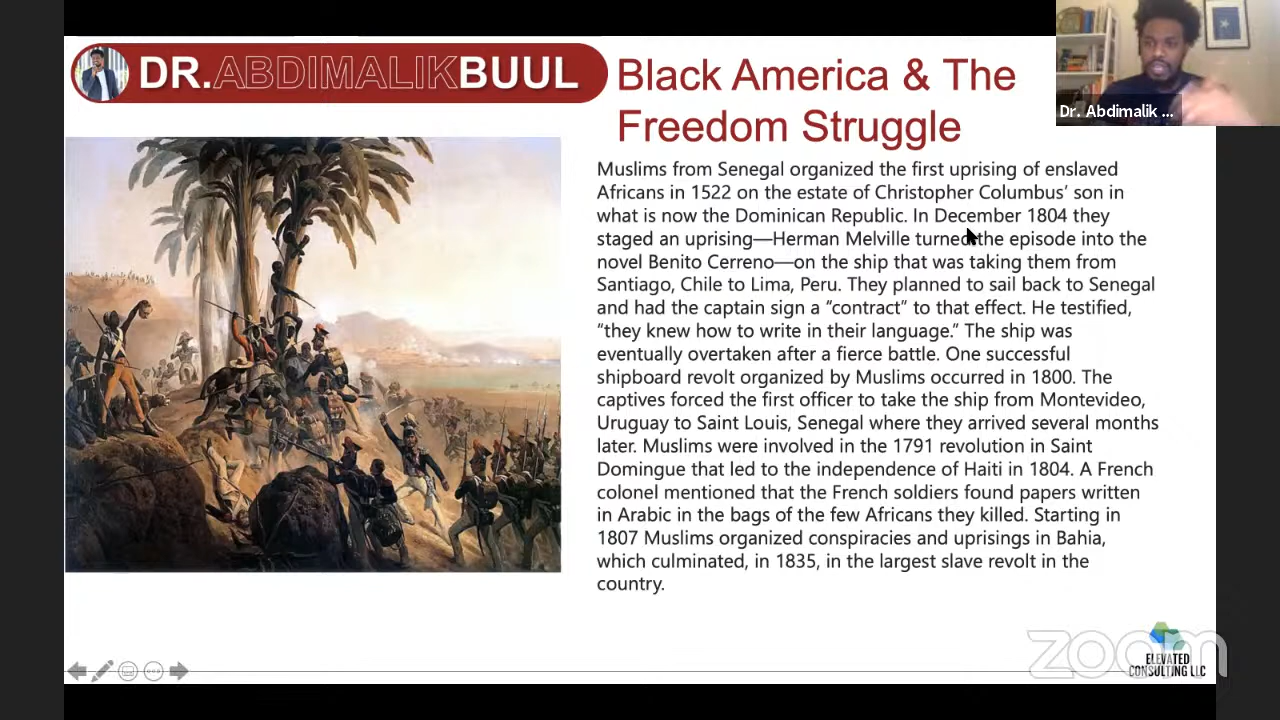 DR.ABDIMALIKBUUL
Black America & The
Freedom Struggle
Dr. Abdimalik ...
Muslims from Senegal organized the first uprising of enslaved
Africans in 1522 on the estate of Christopher Columbus’ son in
what is now the Dominican Republic. In December 1804 they
staged an uprising—Herman Melville turned the episode into the
novel Benito Cerreno—on the ship that was taking them from
Santiago, Chile to Lima, Peru. They planned to sail back to Senegal
and had the captain sign a “contract” to that effect. He testified,
“they knew how to write in their language.” The ship was
eventually overtaken after a fierce battle. One successful
shipboard revolt organized by Muslims occurred in 1800. The
captives forced the first officer to take the ship from Montevideo,
Uruguay to Saint Louis, Senegal where they arrived several months
later. Muslims were involved in the 1791 revolution in Saint
Domingue that led to the independence of Haiti in 1804. A French
colonel mentioned that the French soldiers found papers written
in Arabic in the bags of the few Africans they killed. Starting in
1807 Muslims organized conspiracies and uprisings in Bahia,
which culminated, in 1835, in the largest slave revolt in the
country.
zoom
ELEVATED
CONSULTING LLC